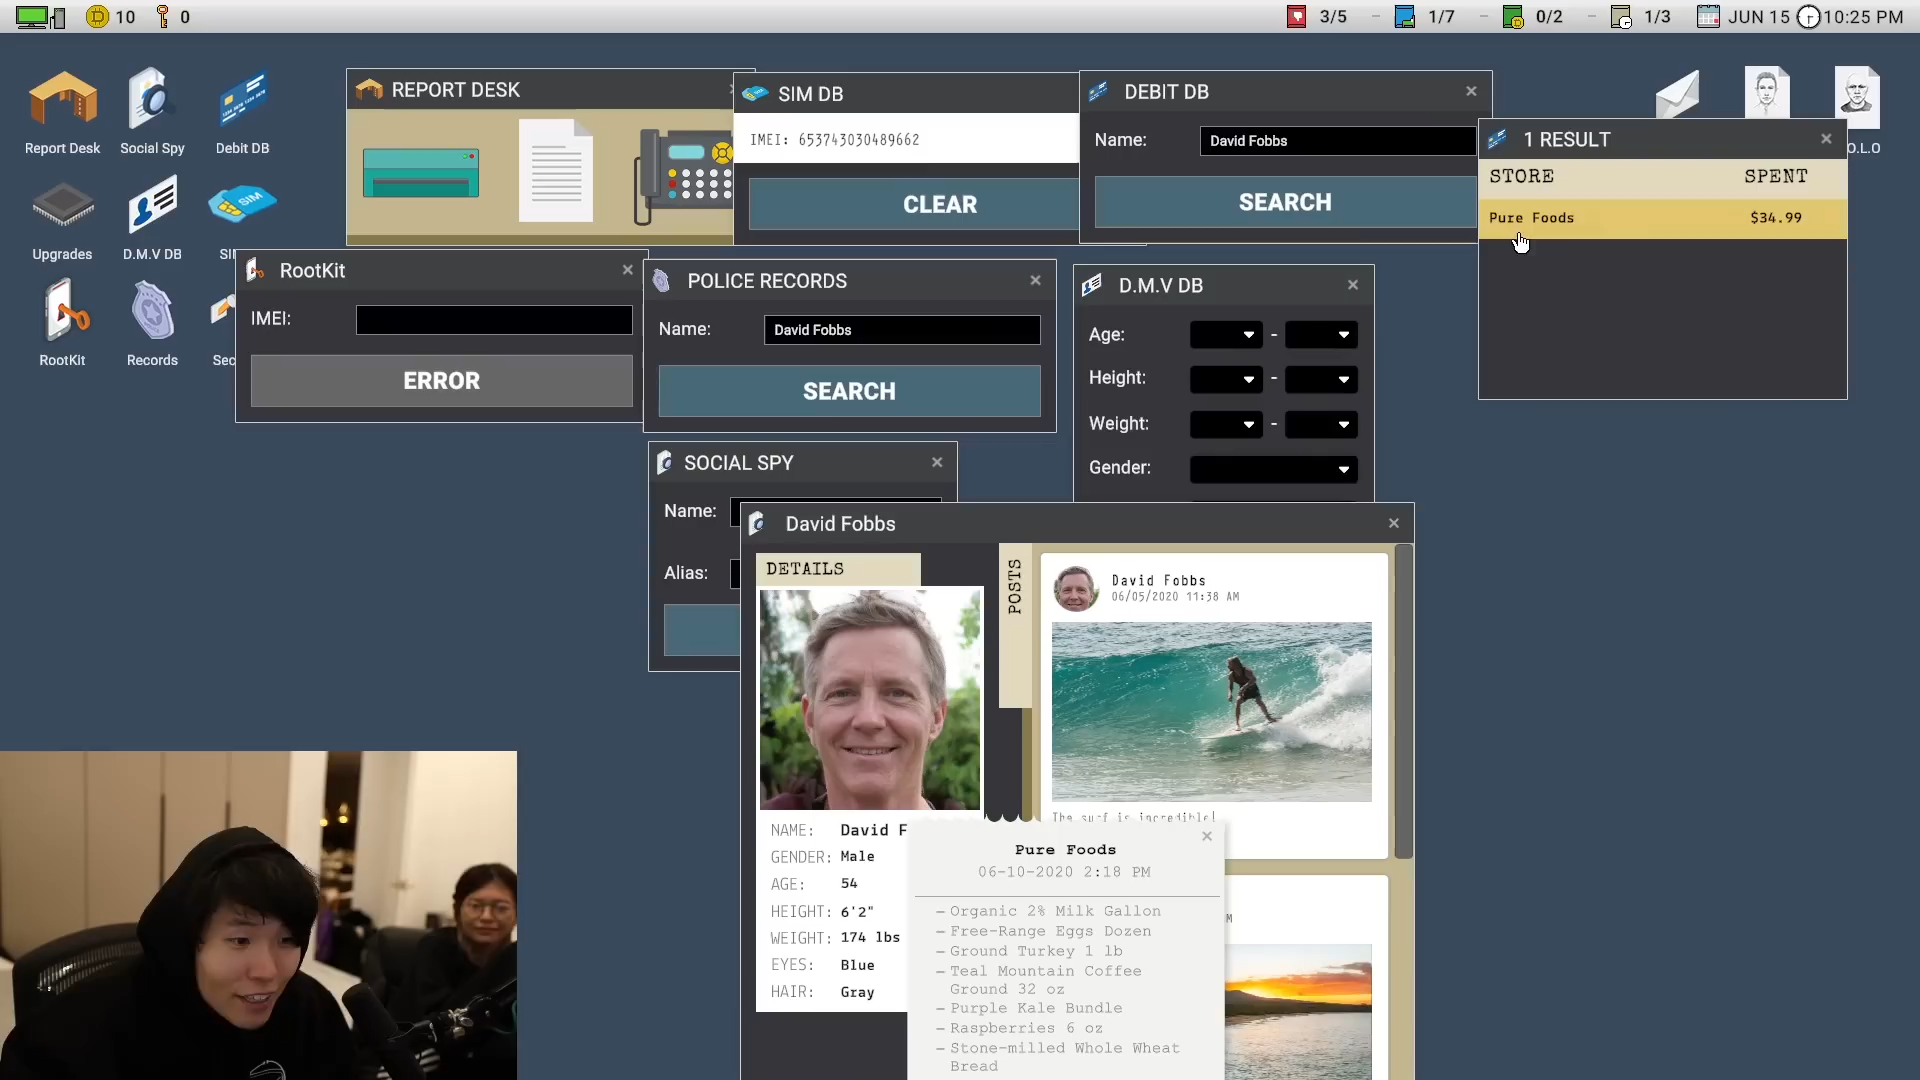 10
0
3/5
1/7
0/2
1/3
JUN 15
10:25 PM
Report Desk
Social Spy
Debit DB
Upgrades
D.M.V DB
RootKit
Records
REPORT DESK
SIM
SIM DB
IMEI: 653743030489662
CLEAR
DEBIT DB
Name:
David Fobbs
SEARCH
O.L.O
1 RESULT
STORE
SPENT
Pure Foods
$34.99
RootKit
IMEI:
ERROR
POLICE RECORDS
Name:
David Fobbs
SEARCH
D.M.V DB
Age:
-
Height:
-
Weight:
-
Gender:
SOCIAL SPY
Name:
Alias:
David Fobbs
DETAILS
NAME: David F
GENDER: Male
AGE: 54
HEIGHT: 6'2"
WEIGHT: 174 lbs
EYES: Blue
HAIR: Gray
POSTS
David Fobbs
06/05/2020 11:38 AM
The surf is incredible!
M
Pure Foods
06-10-2020 2:18 PM
-Organic 2% Milk Gallon
-Free-Range Eggs Dozen
-Ground Turkey 1 lb
-Teal Mountain Coffee
Ground 32 oz
-Purple Kale Bundle
-Raspberries 6 oz
-Stone-milled Whole Wheat
Bread